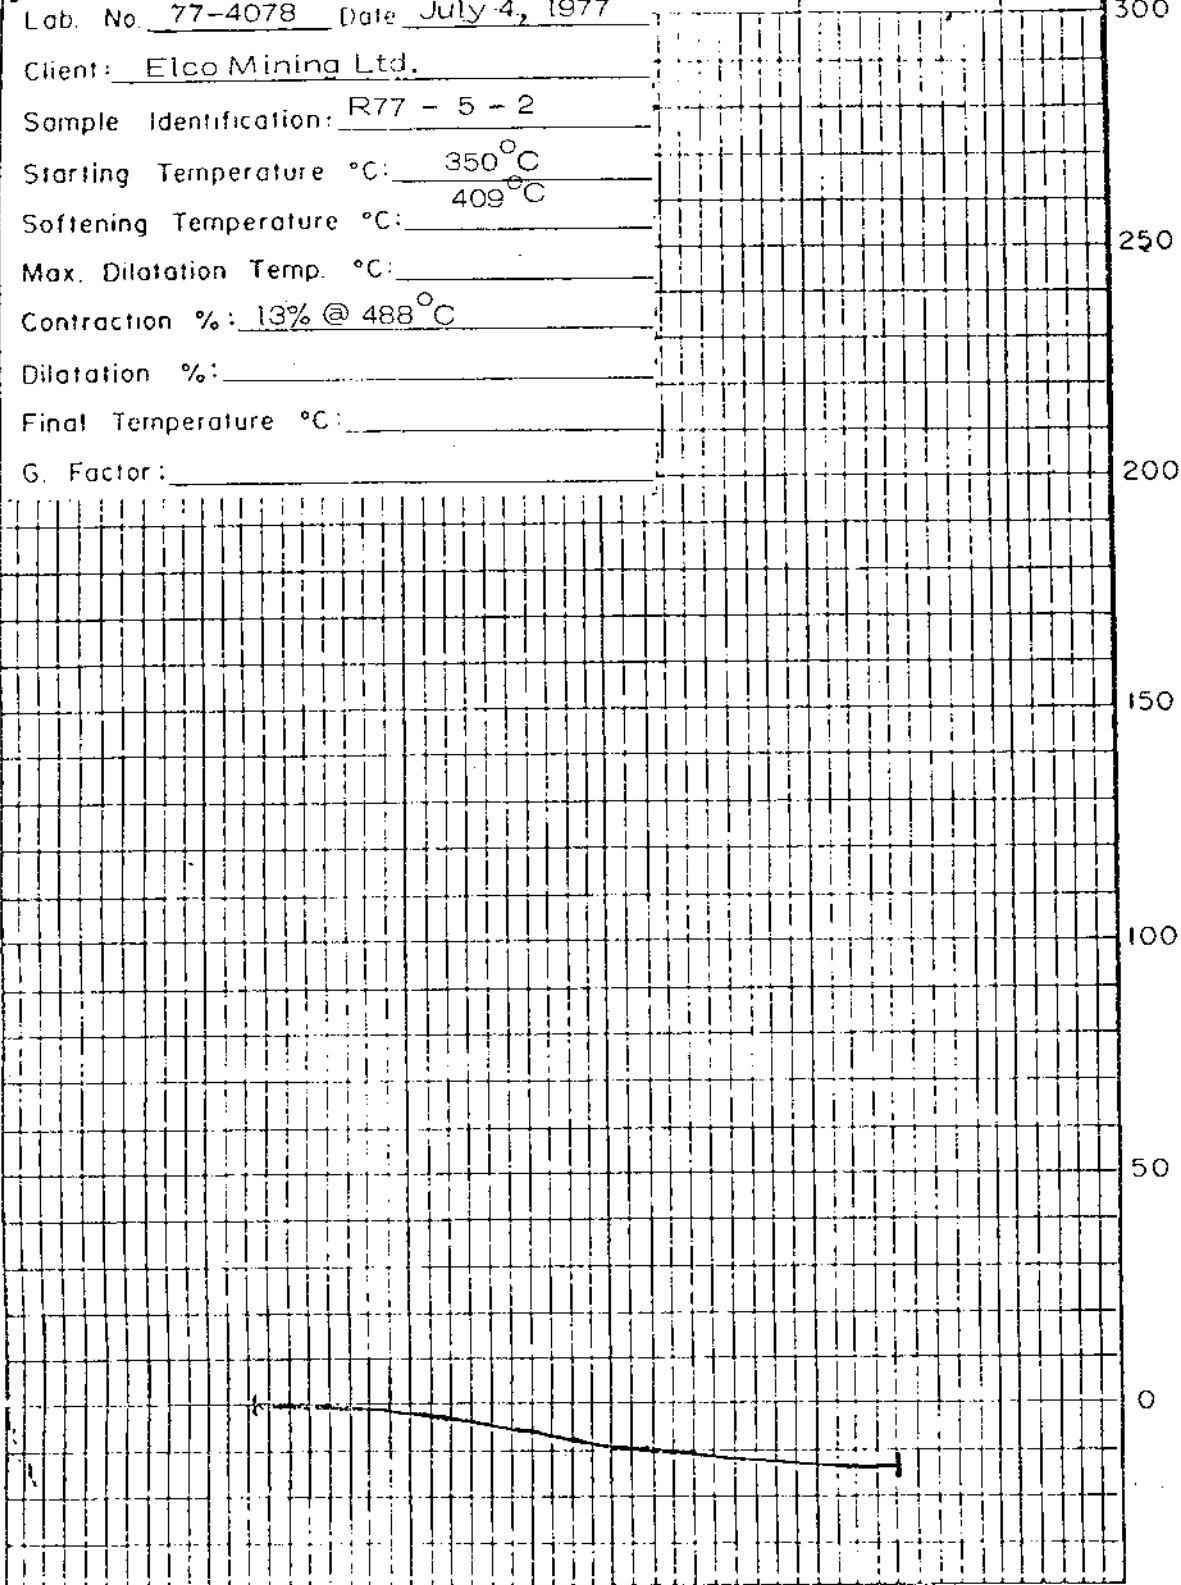 Lab. No. 77-4078 Date July 4, 1977
Client: Elco Mining Ltd.
Sample Identification: R77 - 5 - 2
Starting Temperature °C: 350°C
Softening Temperature °C: 409°C
Max. Dilatation Temp. °C:
Contraction %: 13% @ 488°C
Dilatation %:
Final Temperature °C:
G. Factor:
300
250
200
150
100
50
0